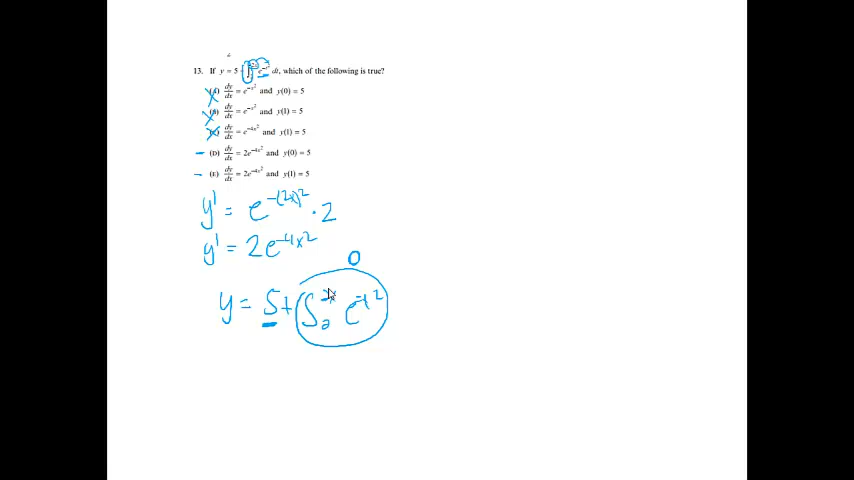 13. If y = 5 + ∫ e^{-t²} dt, which of the following is true?
(A) dy/dx = e^{-x²} and y(0) = 5
(B) dy/dx = e^{-x²} and y(1) = 5
dy/dx = e^{-4x²} and y(1) = 5
(D) dy/dx = 2e^{-4x²} and y(0) = 5
(E) dy/dx = 2e^{-4x²} and y(1) = 5
y' = e^{-(2x)²} · 2
y' = 2e^{-4x²}
0
y = 5 + ∫₂ e^{-t²}